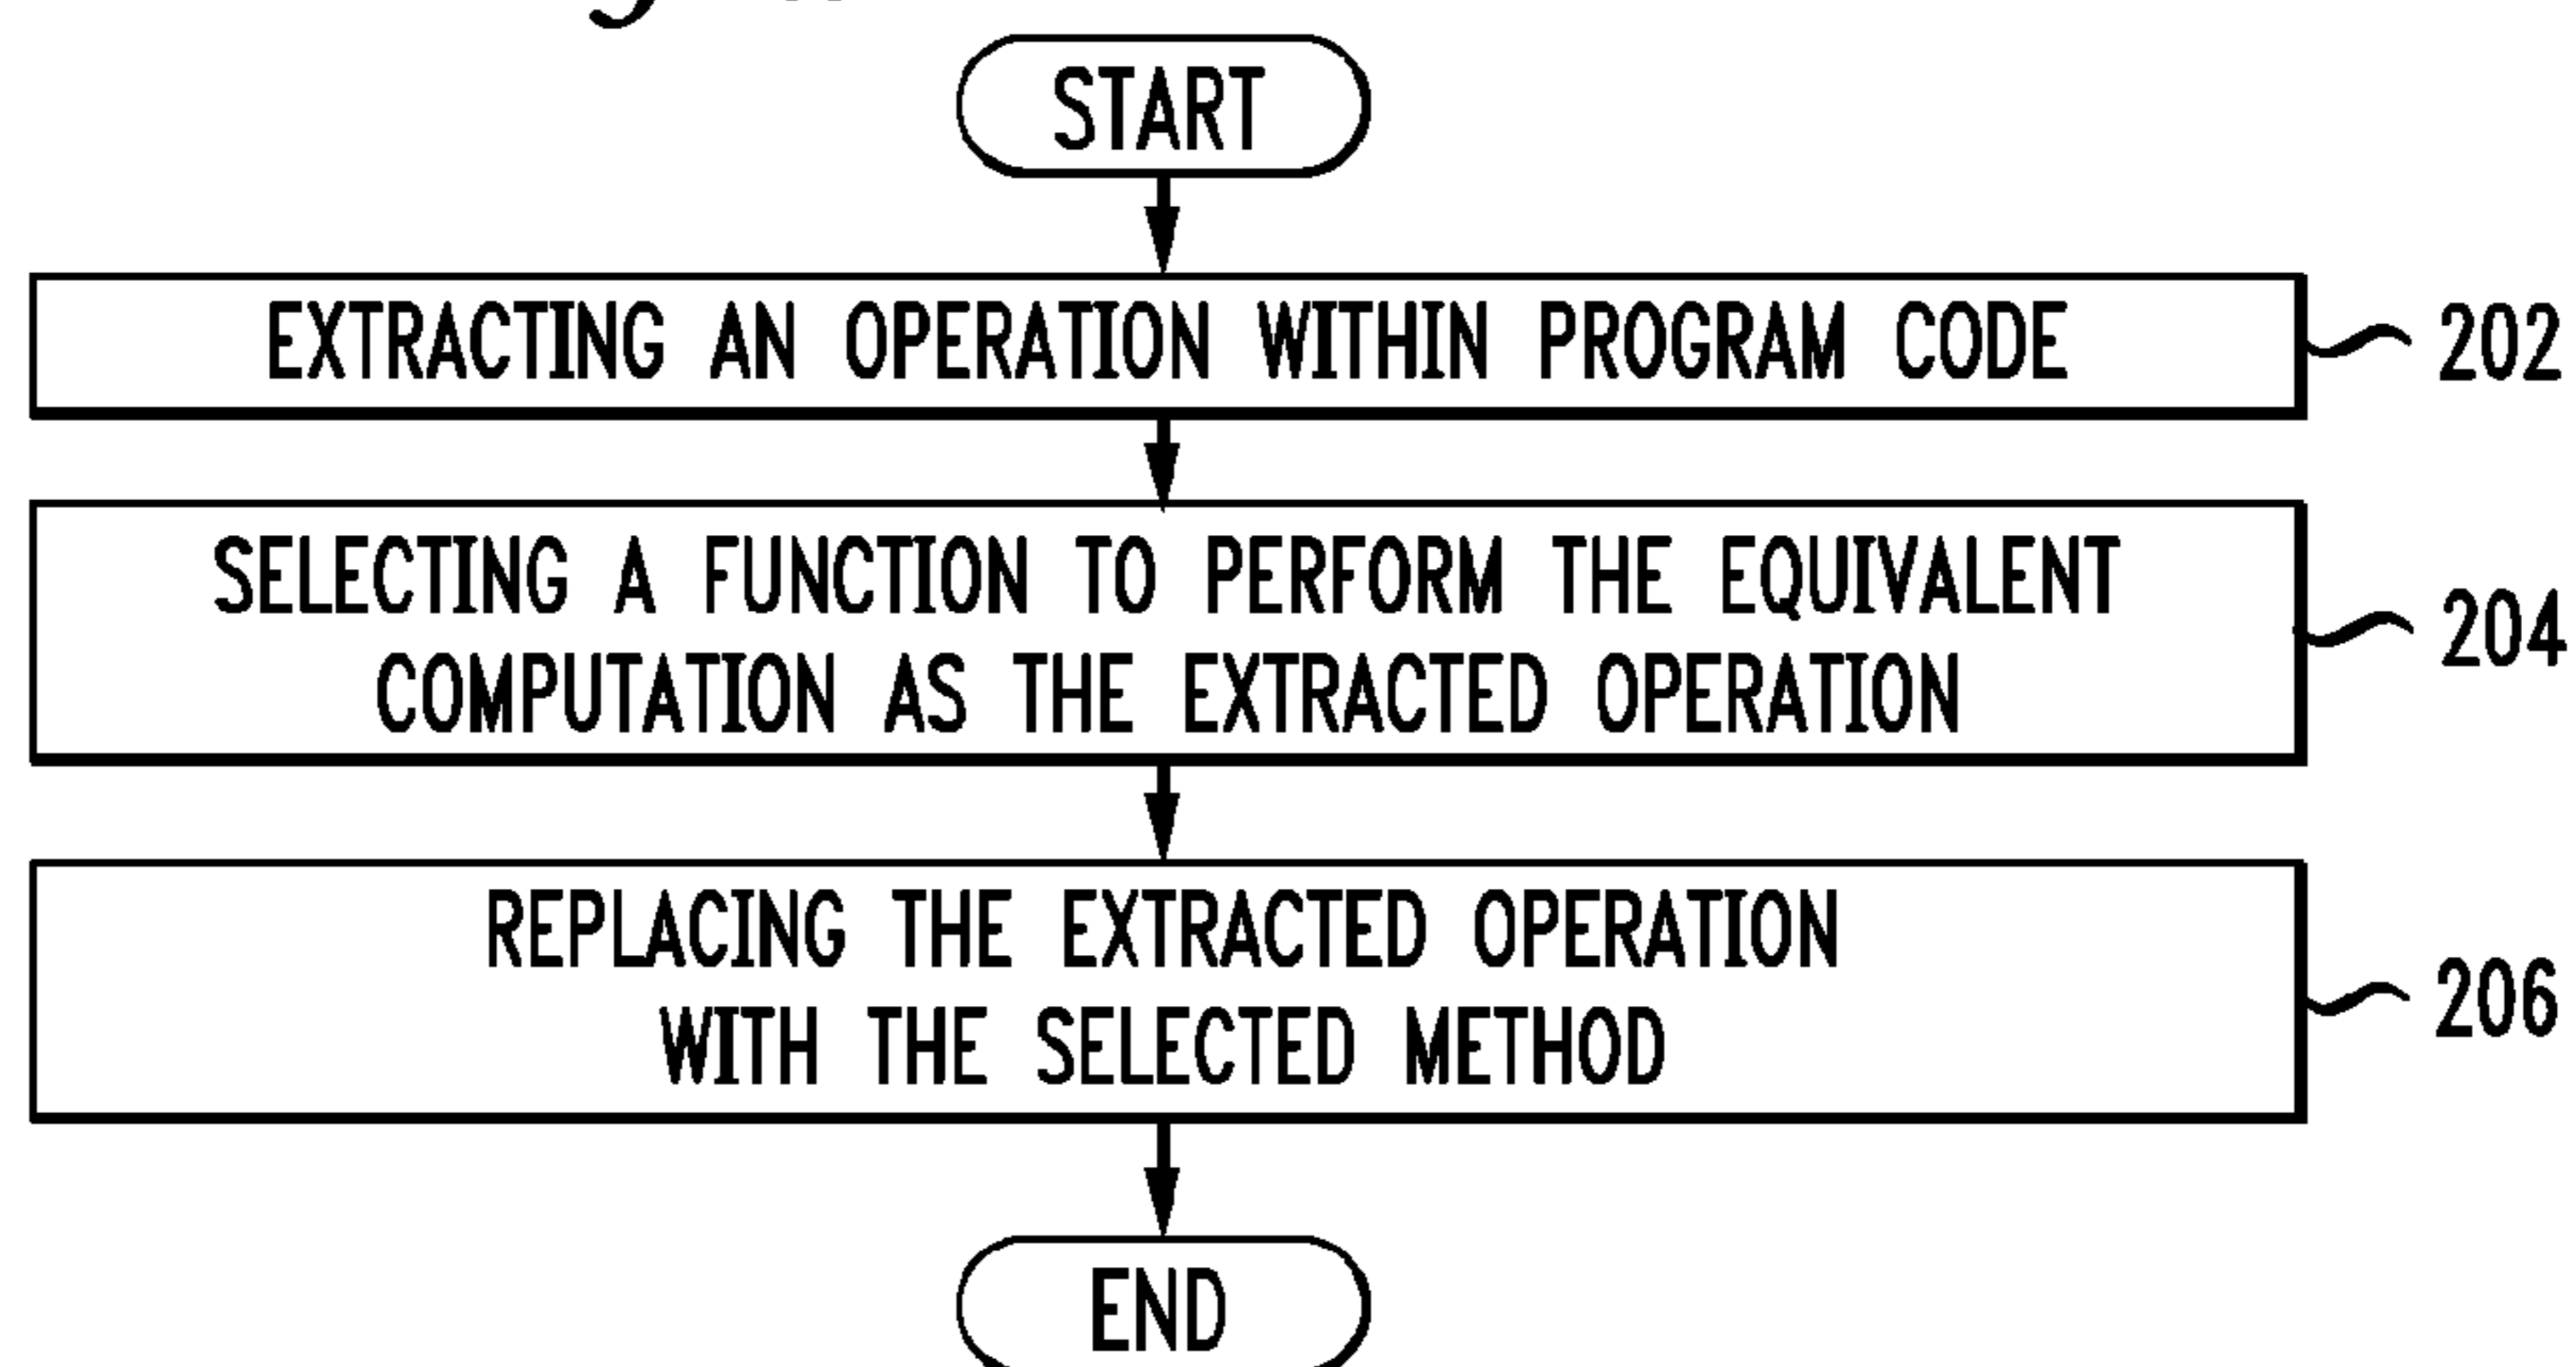 START
EXTRACTING AN OPERATION WITHIN PROGRAM CODE
202
SELECTING A FUNCTION TO PERFORM THE EQUIVALENT
COMPUTATION AS THE EXTRACTED OPERATION
204
REPLACING THE EXTRACTED OPERATION
WITH THE SELECTED METHOD
206
END